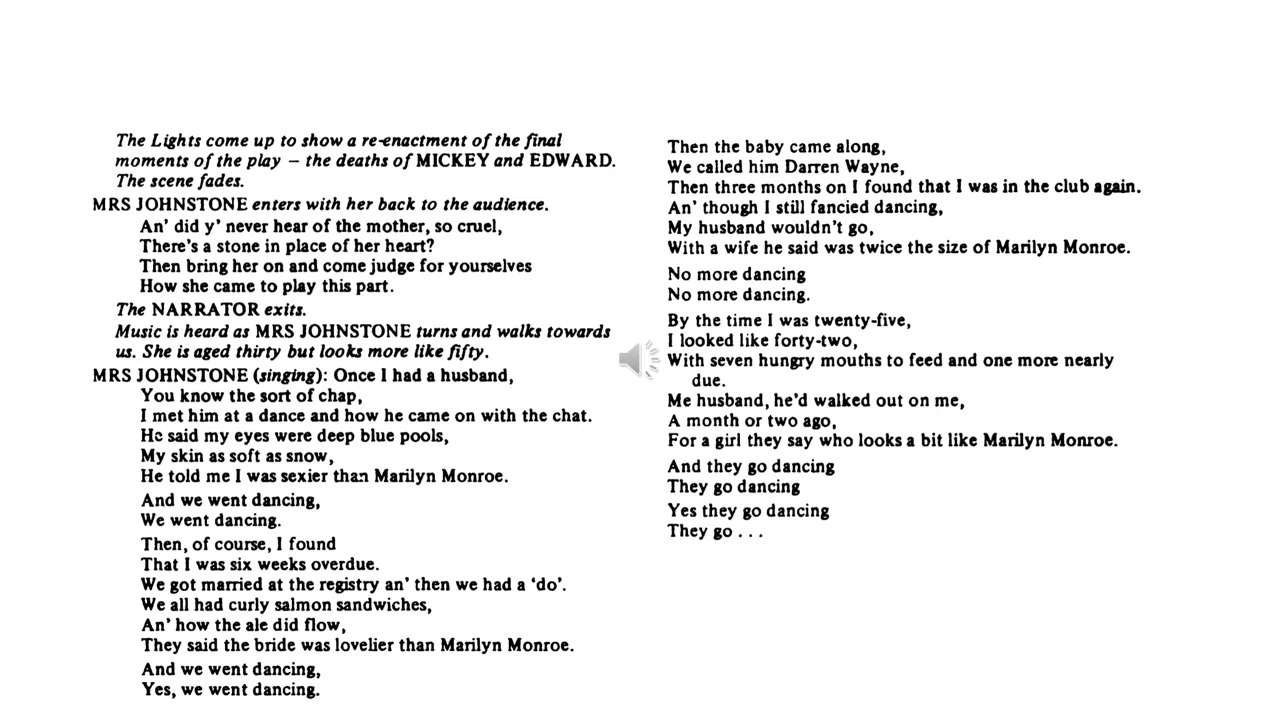 The Lights come up to show a re-enactment of the final
moments of the play – the deaths of MICKEY and EDWARD.
The scene fades.
MRS JOHNSTONE enters with her back to the audience.
An' did y' never hear of the mother, so cruel,
There's a stone in place of her heart?
Then bring her on and come judge for yourselves
How she came to play this part.
The NARRATOR exits.
Music is heard as MRS JOHNSTONE turns and walks towards
us. She is aged thirty but looks more like fifty.
MRS JOHNSTONE (singing): Once I had a husband,
You know the sort of chap,
I met him at a dance and how he came on with the chat.
He said my eyes were deep blue pools,
My skin as soft as snow,
He told me I was sexier than Marilyn Monroe.
And we went dancing,
We went dancing.
Then, of course, I found
That I was six weeks overdue.
We got married at the registry an' then we had a 'do'.
We all had curly salmon sandwiches,
An' how the ale did flow,
They said the bride was lovelier than Marilyn Monroe.
And we went dancing,
Yes, we went dancing.
Then the baby came along,
We called him Darren Wayne,
Then three months on I found that I was in the club again.
An' though I still fancied dancing,
My husband wouldn't go,
With a wife he said was twice the size of Marilyn Monroe.
No more dancing
No more dancing.
By the time I was twenty-five,
I looked like forty-two,
With seven hungry mouths to feed and one more nearly
due.
Me husband, he'd walked out on me,
A month or two ago,
For a girl they say who looks a bit like Marilyn Monroe.
And they go dancing
They go dancing
Yes they go dancing
They go . . .